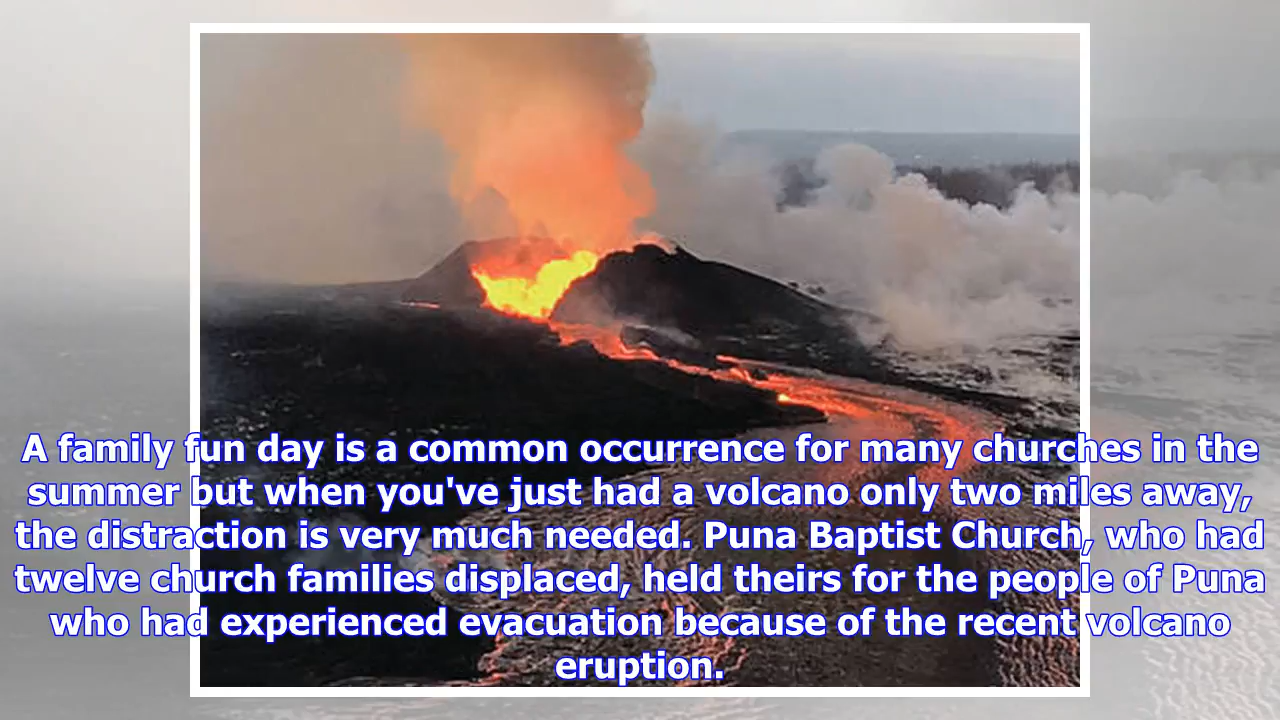 A family fun day is a common occurrence for many churches in the
summer but when you've just had a volcano only two miles away,
the distraction is very much needed. Puna Baptist Church, who had
twelve church families displaced, held theirs for the people of Puna
who had experienced evacuation because of the recent volcano
eruption.